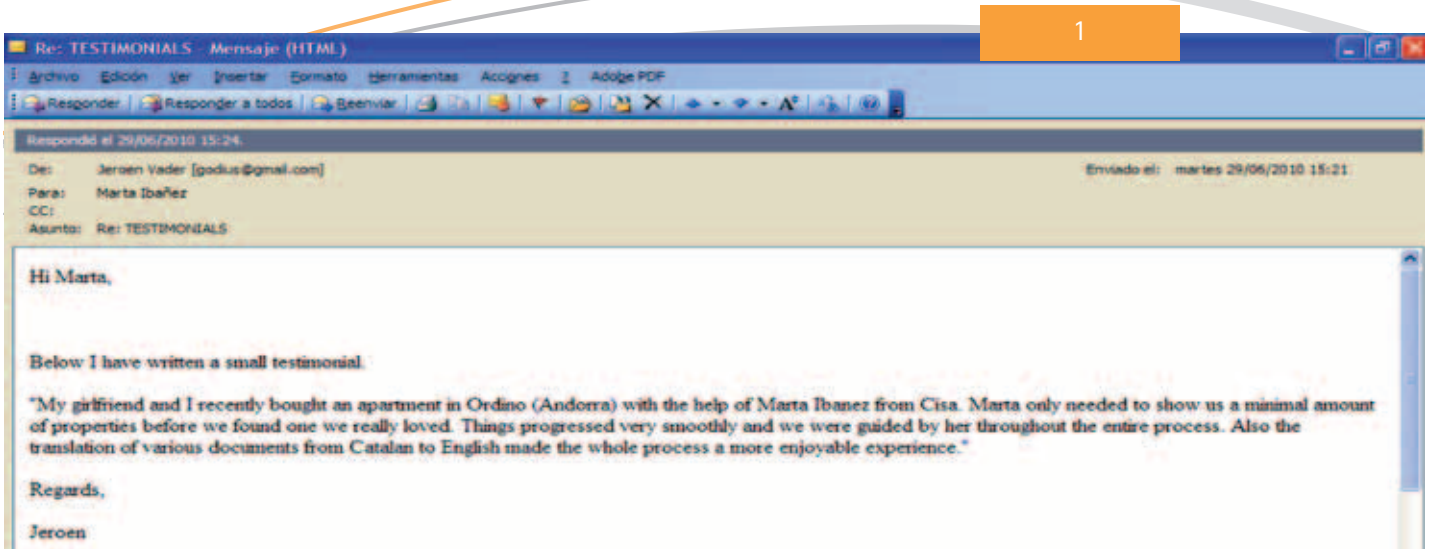 1
Re: TESTIMONIALS - Mensaje (HTML)
Archivo Edición Ver Insertar Formato Herramientas Acciones ? Adobe PDF
Responder Responder a todos Reenviar
Respondió el 29/06/2010 15:24.
De: Jeroen Vader [godius@gmail.com] Enviado el: martes 29/06/2010 15:21
Para: Marta Ibañez
CC:
Asunto: Re: TESTIMONIALS
Hi Marta,
Below I have written a small testimonial.
"My girlfriend and I recently bought an apartment in Ordino (Andorra) with the help of Marta Ibanez from Cisa. Marta only needed to show us a minimal amount
of properties before we found one we really loved. Things progressed very smoothly and we were guided by her throughout the entire process. Also the
translation of various documents from Catalan to English made the whole process a more enjoyable experience."
Regards,
Jeroen